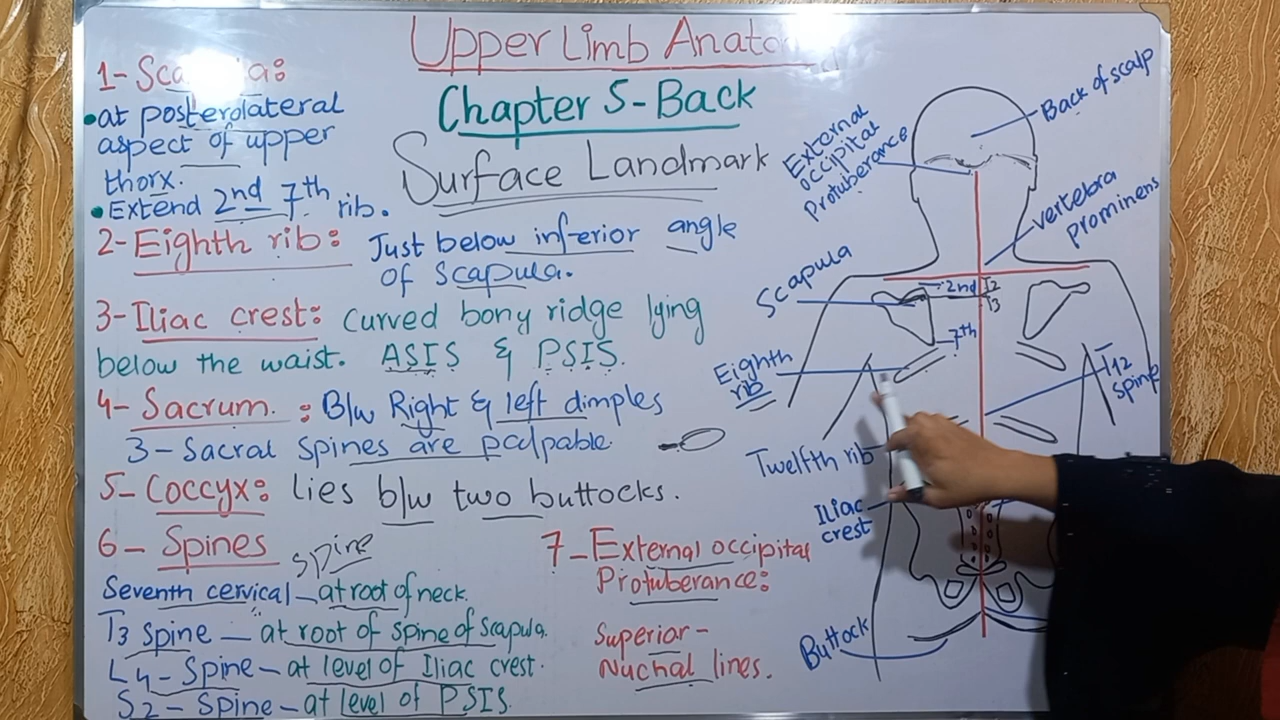 Upper Limb Anato
Chapter 5-Back
Surface Landmark
1- Sca a:
•at posterolateral
aspect of upper
thorx.
•Extend 2nd 7th rib.
2- Eighth rib: Just below inferior angle
of scapula.
3- Iliac crest: curved bony ridge lying
below the waist. ASIS & PSIS.
4- Sacrum. : B/w Right & left dimples
3 - Sacral spines are palpable.
5- Coccyx: lies b/w two buttocks.
6- Spines spine
Seventh cervical - at root of neck.
T3 spine - at root of spine of scapula.
L4 - Spine - at level of Iliac crest.
S2 - Spine - at level of PSIS.
7- External occipital
Protuberance:
Superior -
Nuchal lines.
Back of scalp
External
occipital
Protuberance
vertebra
prominens
Scapula
2nd T2
T3
7th
Eighth
rib
T12
spine
Twelfth rib
Iliac
crest
Buttock